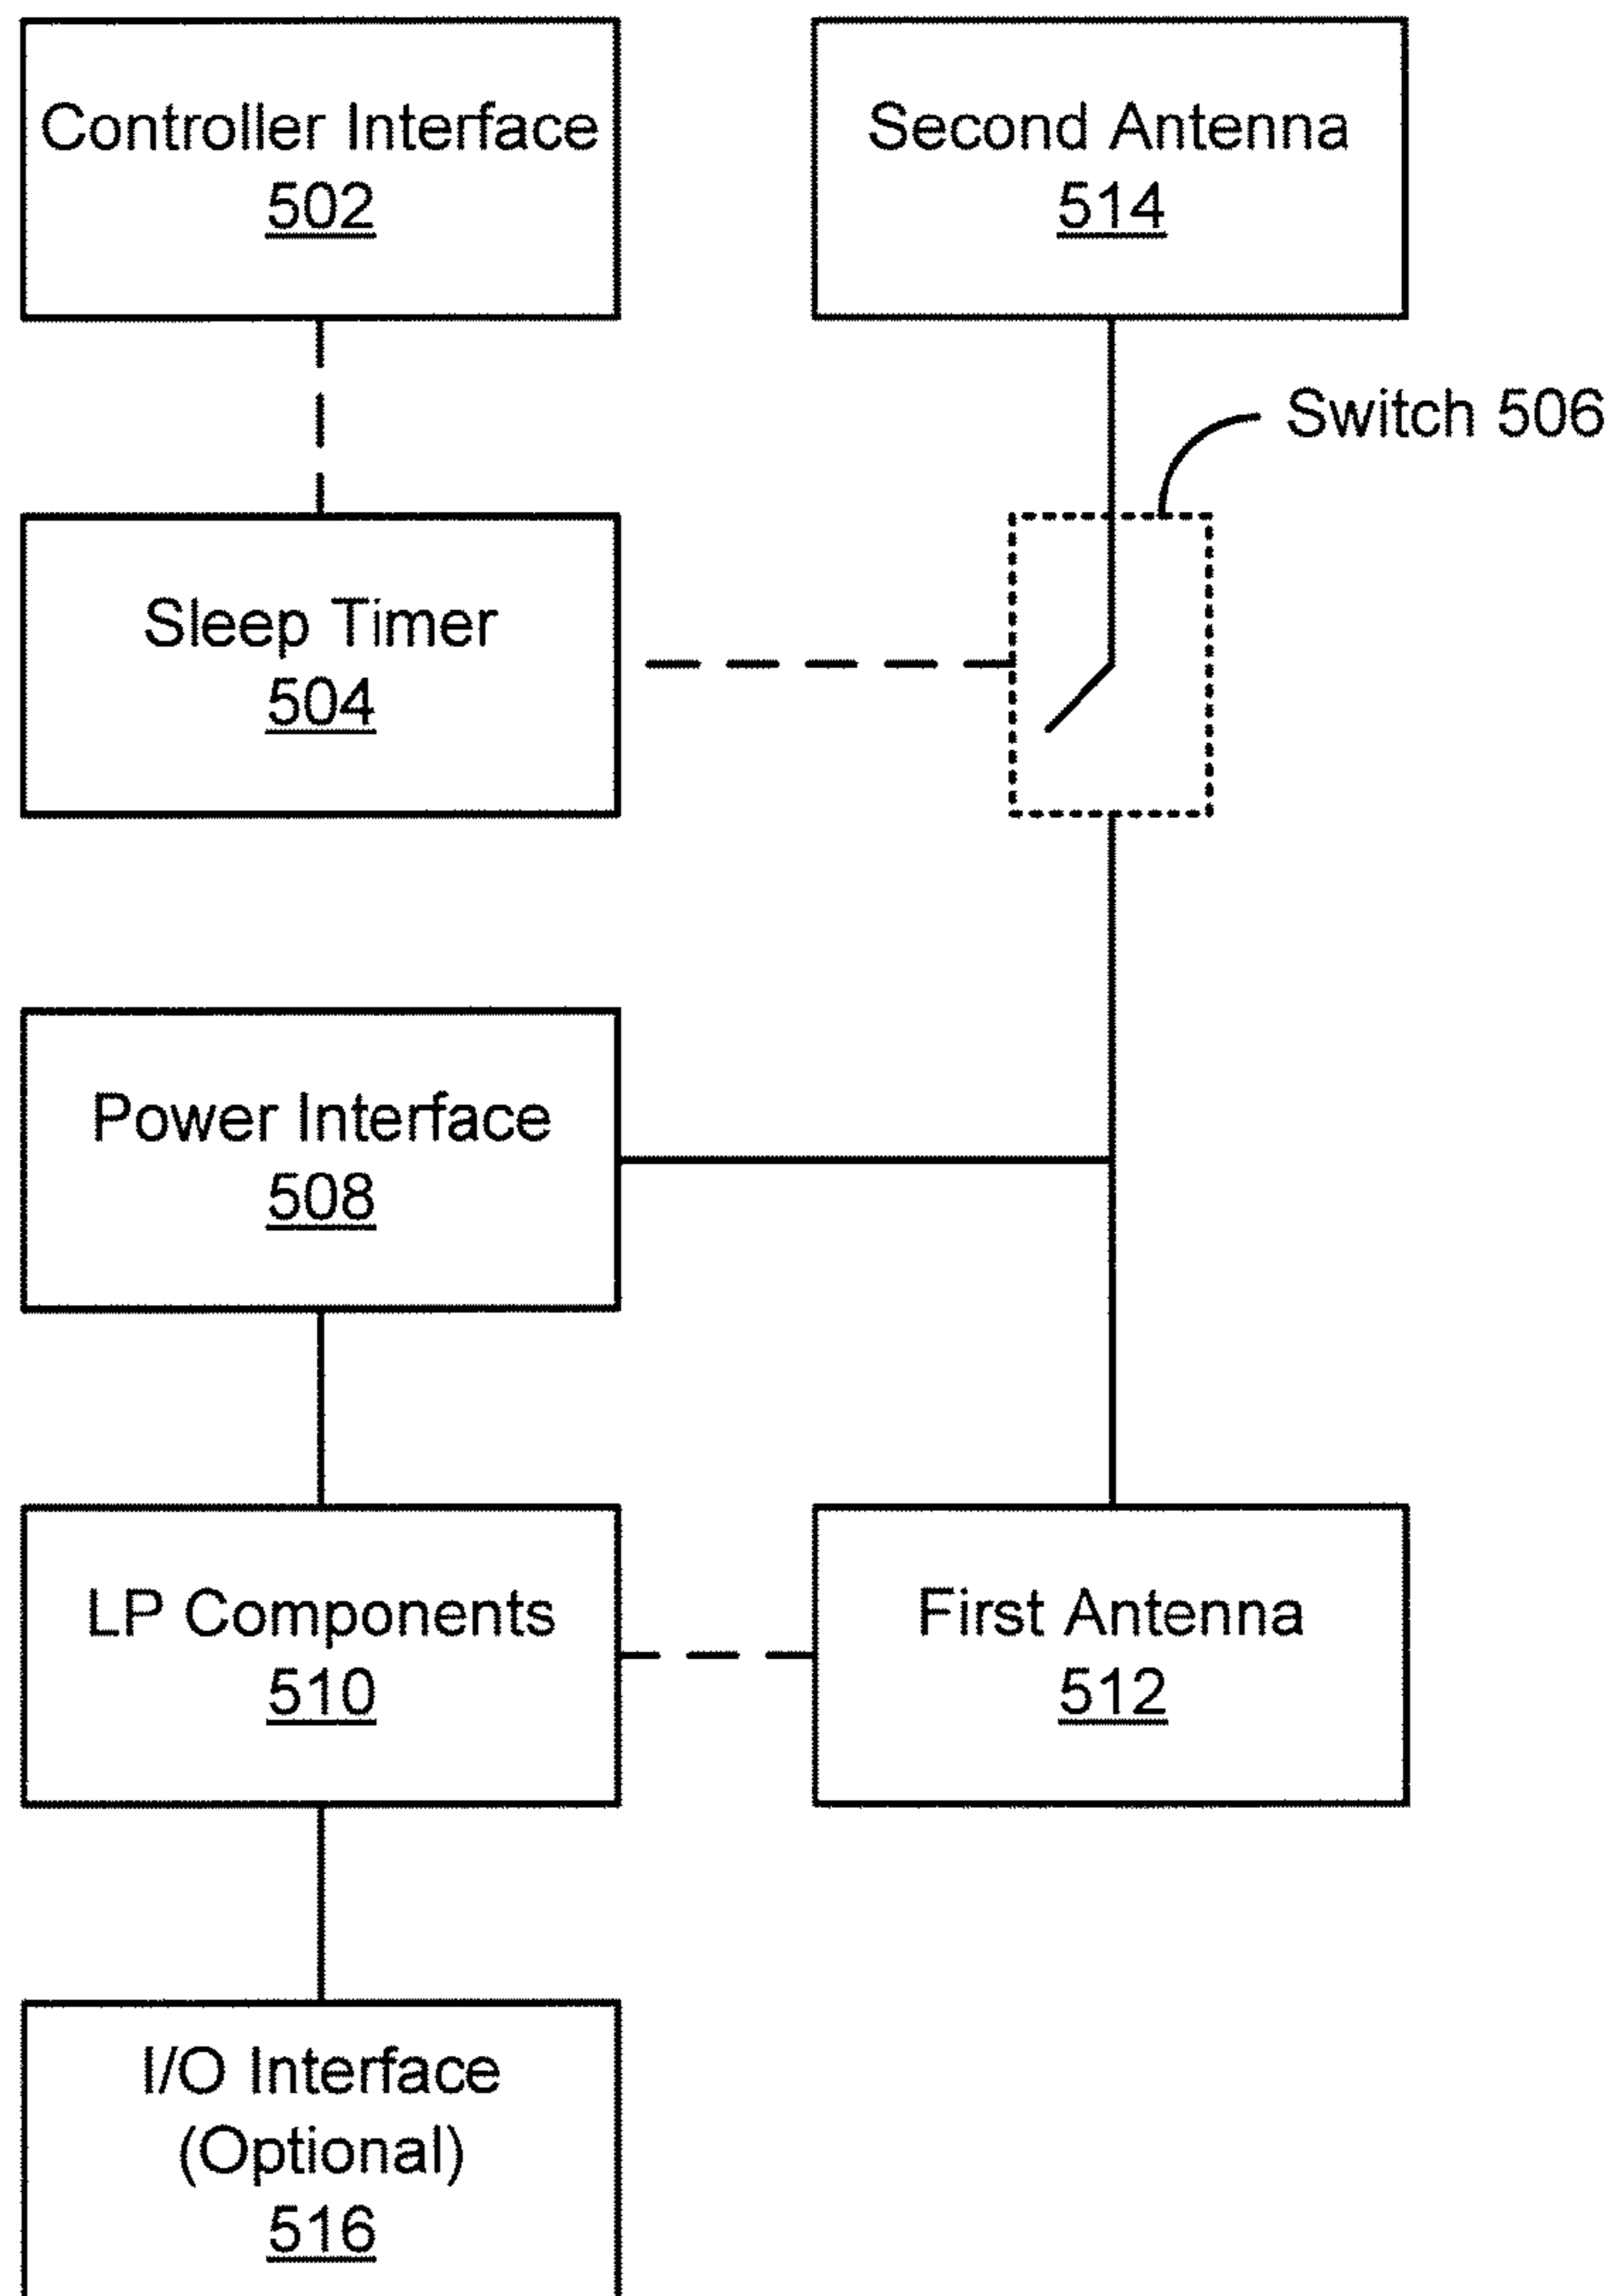 Controller Interface
502
Second Antenna
514
Switch 506
Sleep Timer
504
Power Interface
508
LP Components
510
First Antenna
512
I/O Interface
(Optional)
516